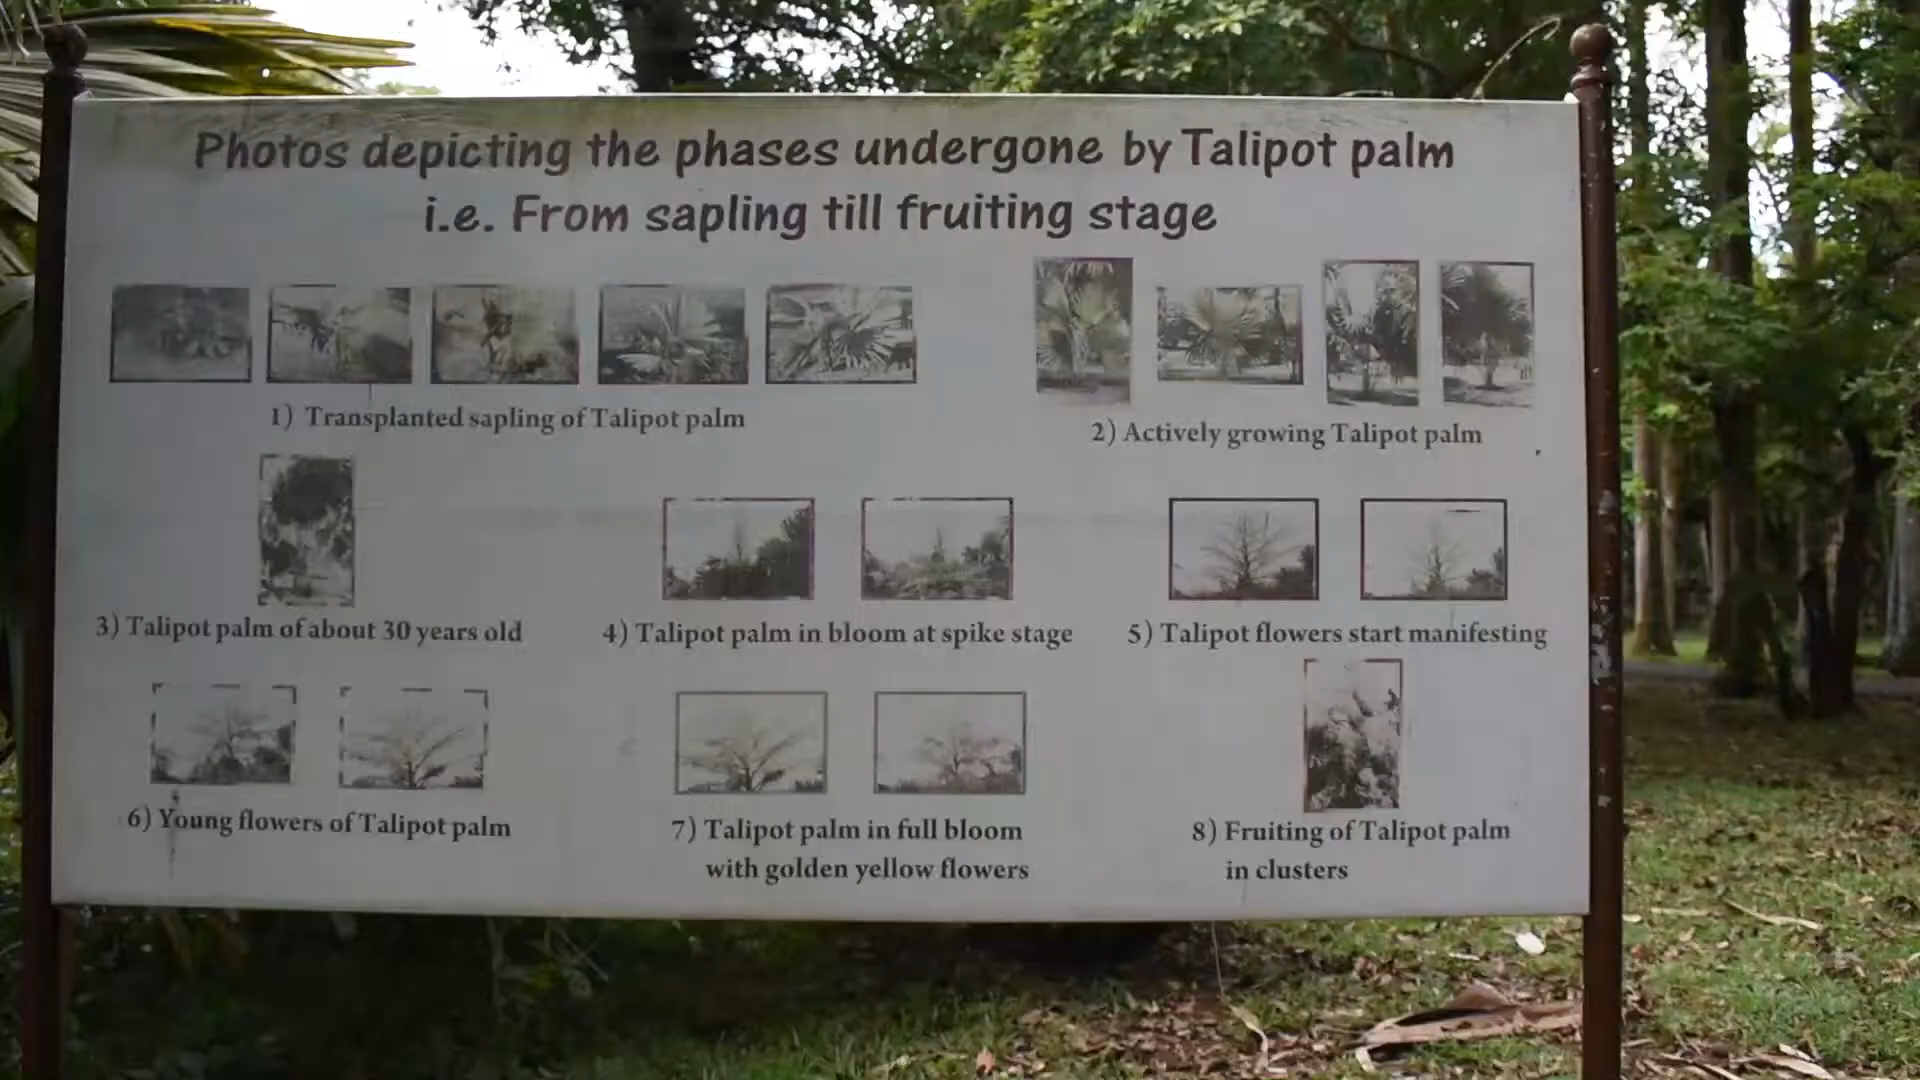 Photos depicting the phases undergone by Talipot palm
i.e. From sapling till fruiting stage
1) Transplanted sapling of Talipot palm
2) Actively growing Talipot palm
3) Talipot palm of about 30 years old
4) Talipot palm in bloom at spike stage
5) Talipot flowers start manifesting
6) Young flowers of Talipot palm
7) Talipot palm in full bloom
with golden yellow flowers
8) Fruiting of Talipot palm
in clusters